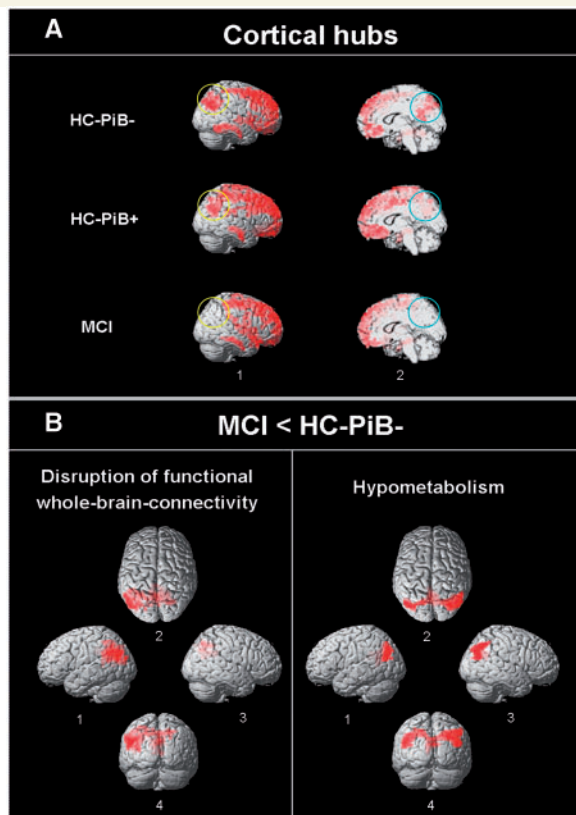 A
Cortical hubs
HC-PiB-
HC-PiB+
MCI
1
2
B
MCI < HC-PiB-
Disruption of functional
whole-brain-connectivity
2
1
3
4
Hypometabolism
2
1
3
4